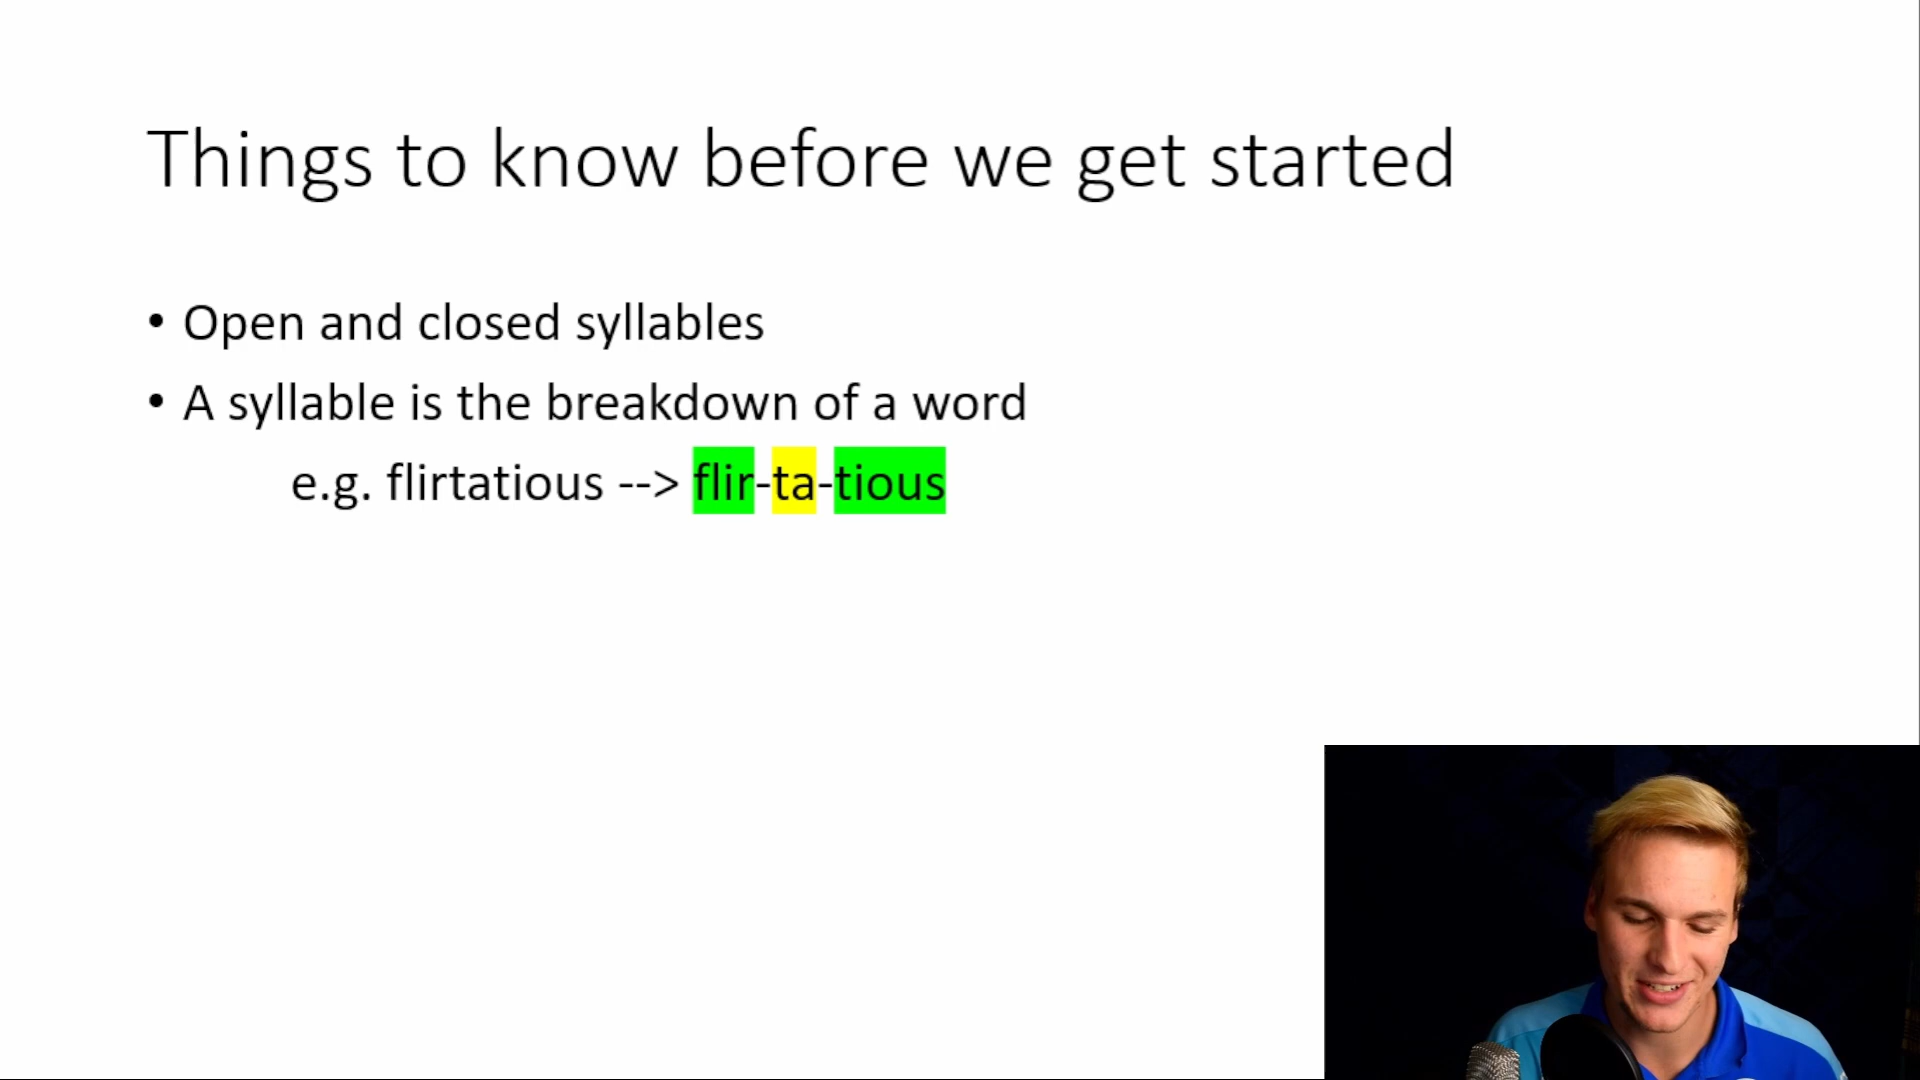 Things to know before we get started
• Open and closed syllables
• A syllable is the breakdown of a word
e.g. flirtatious --> flir-ta-tious